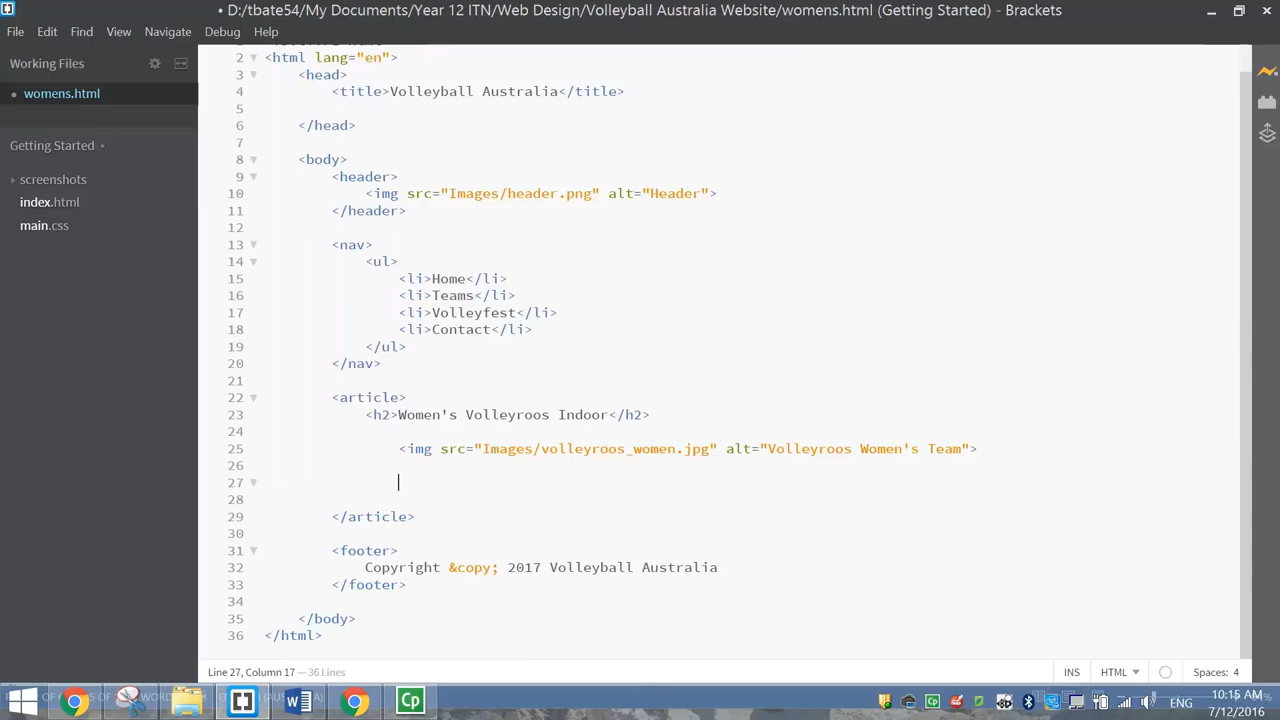 • D:/tbate54/My Documents/Year 12 ITN/Web Design/Volleyball Australia Website/womens.html (Getting Started) - Brackets
File Edit Find View Navigate Debug Help
Working Files
• womens.html
Getting Started
screenshots
index.html
main.css
2 <html lang="en">
3 <head>
4 <title>Volleyball Australia</title>
5
6 </head>
7
8 <body>
9 <header>
10 <img src="Images/header.png" alt="Header">
11 </header>
12
13 <nav>
14 <ul>
15 <li>Home</li>
16 <li>Teams</li>
17 <li>Volleyfest</li>
18 <li>Contact</li>
19 </ul>
20 </nav>
21
22 <article>
23 <h2>Women's Volleyroos Indoor</h2>
24
25 <img src="Images/volleyroos_women.jpg" alt="Volleyroos Women's Team">
26
27
28
29 </article>
30
31 <footer>
32 Copyright &copy; 2017 Volleyball Australia
33 </footer>
34
35 </body>
36 </html>
Line 27, Column 17 — 36 Lines
INS HTML Spaces: 4
W Cp
ENG
10:15 AM
7/12/2016